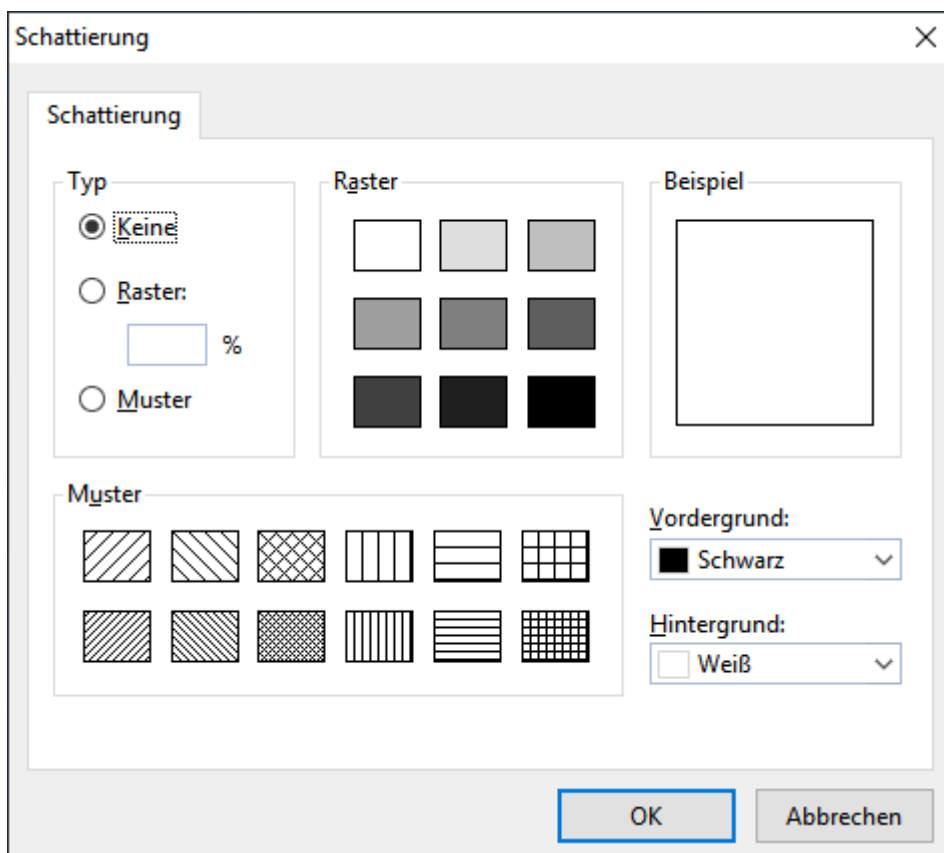 Schattierung
Schattierung
Typ
Keine
Raster:
%
Muster
Raster
Beispiel
Muster
Vordergrund:
Schwarz
Hintergrund:
Weiß
OK
Abbrechen